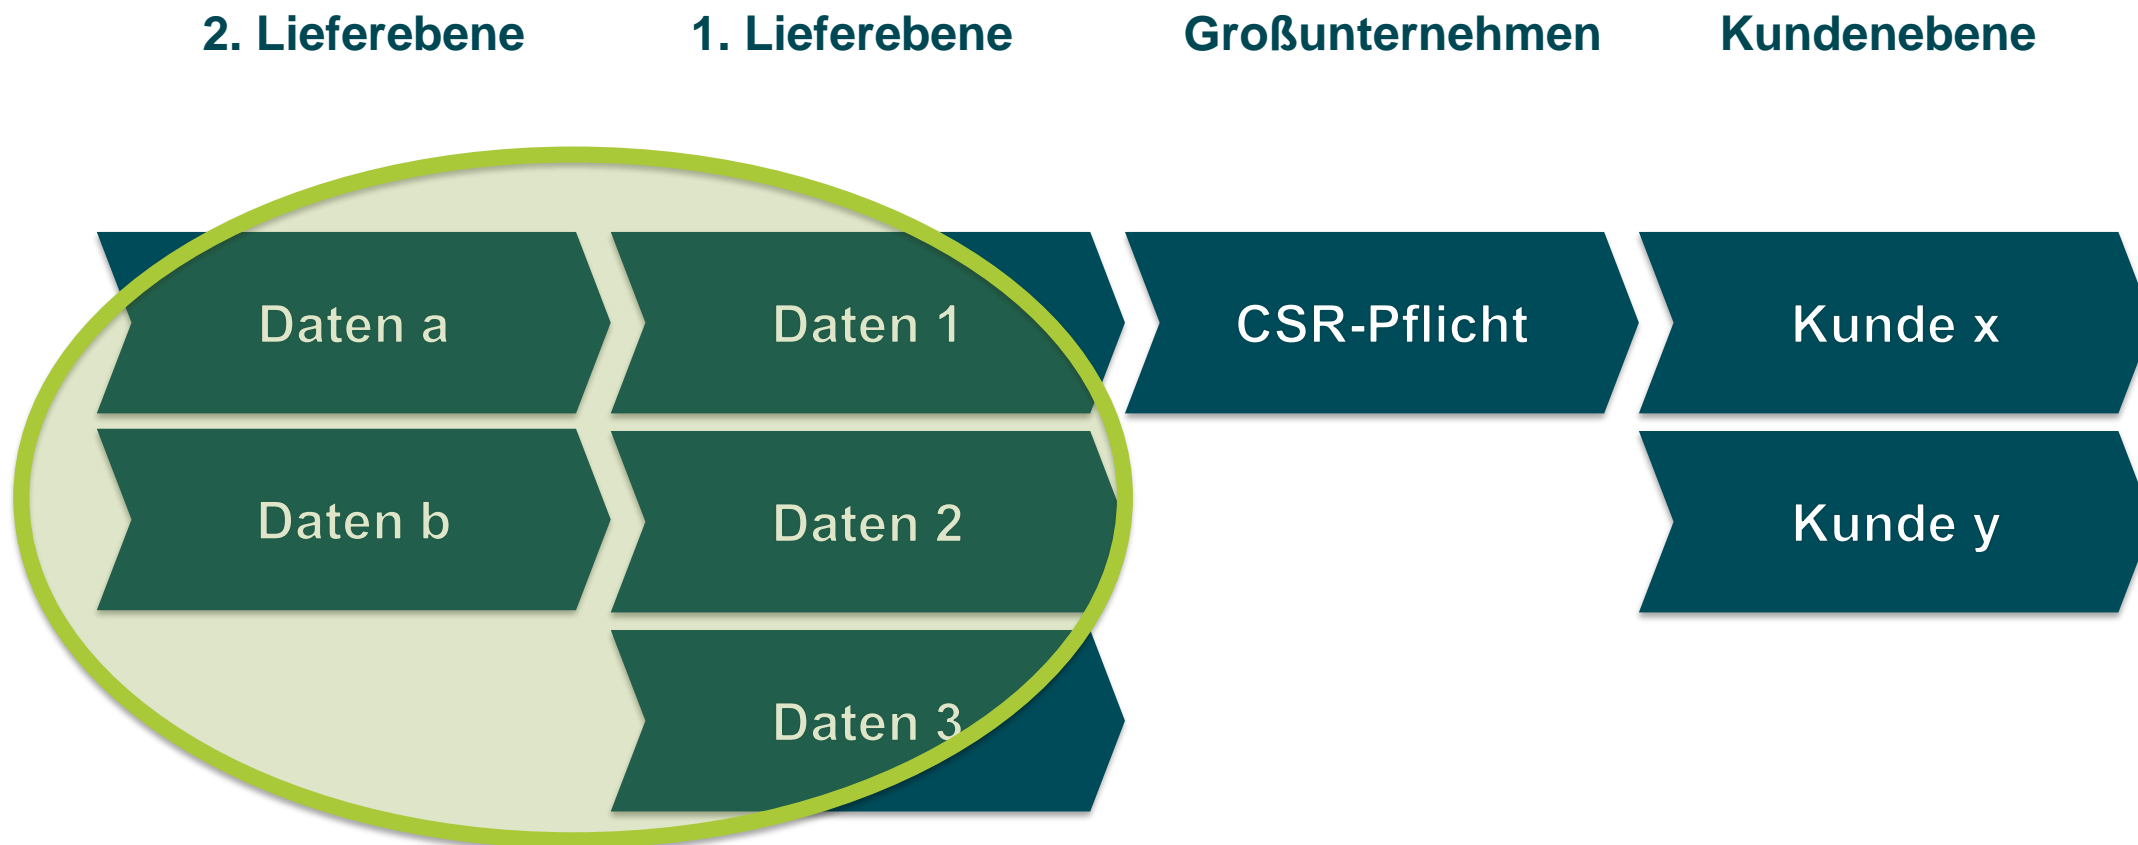 2. Lieferebene 1. Lieferebene Großunternehmen Kundenebene
Daten a Daten 1 CSR-Pflicht Kunde x
Daten b Daten 2 Kunde y
Daten 3